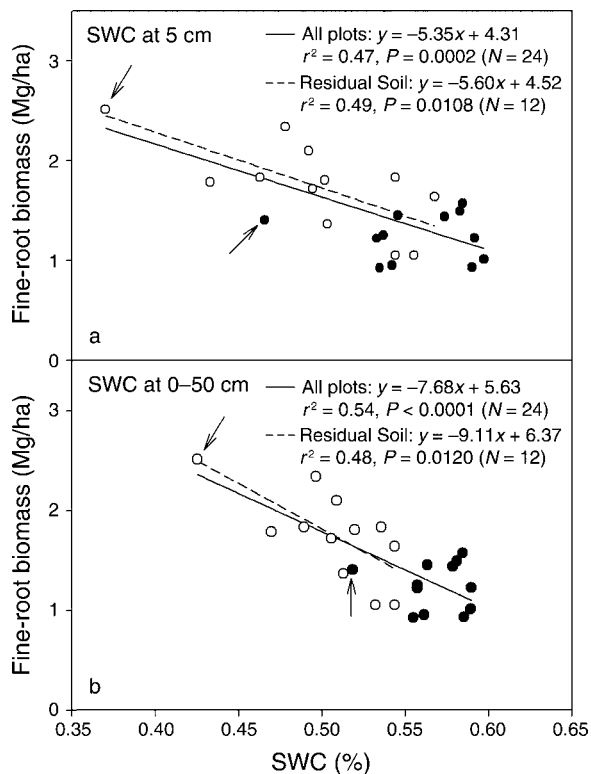 SWC at 5 cm
All plots: y = −5.35x + 4.31
r² = 0.47, P = 0.0002 (N = 24)
Residual Soil: y = −5.60x + 4.52
r² = 0.49, P = 0.0108 (N = 12)
Fine-root biomass (Mg/ha)
3
2
1
0
a
SWC at 0–50 cm
All plots: y = −7.68x + 5.63
r² = 0.54, P < 0.0001 (N = 24)
Residual Soil: y = −9.11x + 6.37
r² = 0.48, P = 0.0120 (N = 12)
Fine-root biomass (Mg/ha)
3
2
1
0
b
0.35 0.40 0.45 0.50 0.55 0.60 0.65
SWC (%)